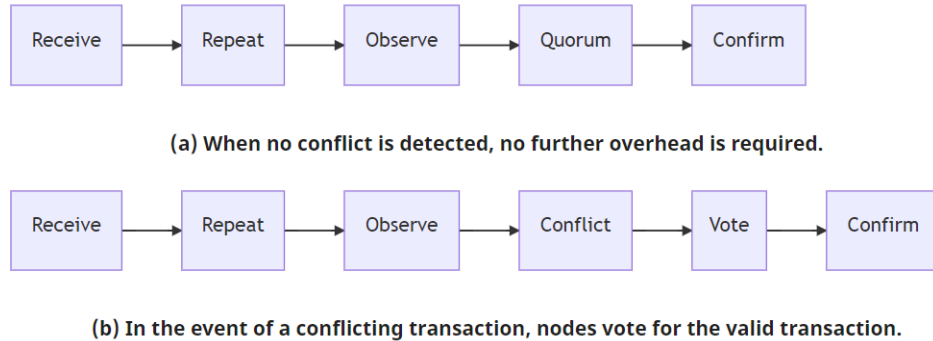 Receive Repeat Observe Quorum Confirm
(a) When no conflict is detected, no further overhead is required.
Receive Repeat Observe Conflict Vote Confirm
(b) In the event of a conflicting transaction, nodes vote for the valid transaction.